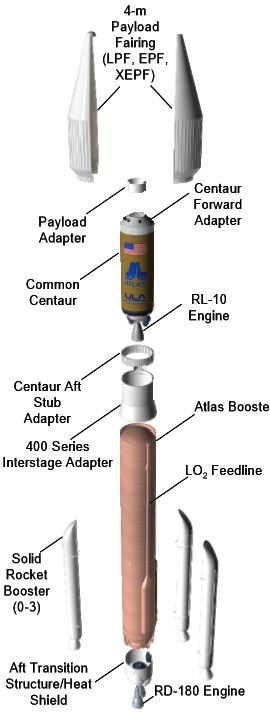 4-m
Payload
Fairing
(LPF, EPF,
XEPF)
Centaur
Forward
Adapter
Payload
Adapter
Common
Centaur
ATLAS
ULA
RL-10
Engine
Centaur Aft
Stub
Adapter
400 Series
Interstage Adapter
Atlas Booste
LO₂ Feedline
Solid
Rocket
Booster
(0-3)
Aft Transition
Structure/Heat
Shield
RD-180 Engine